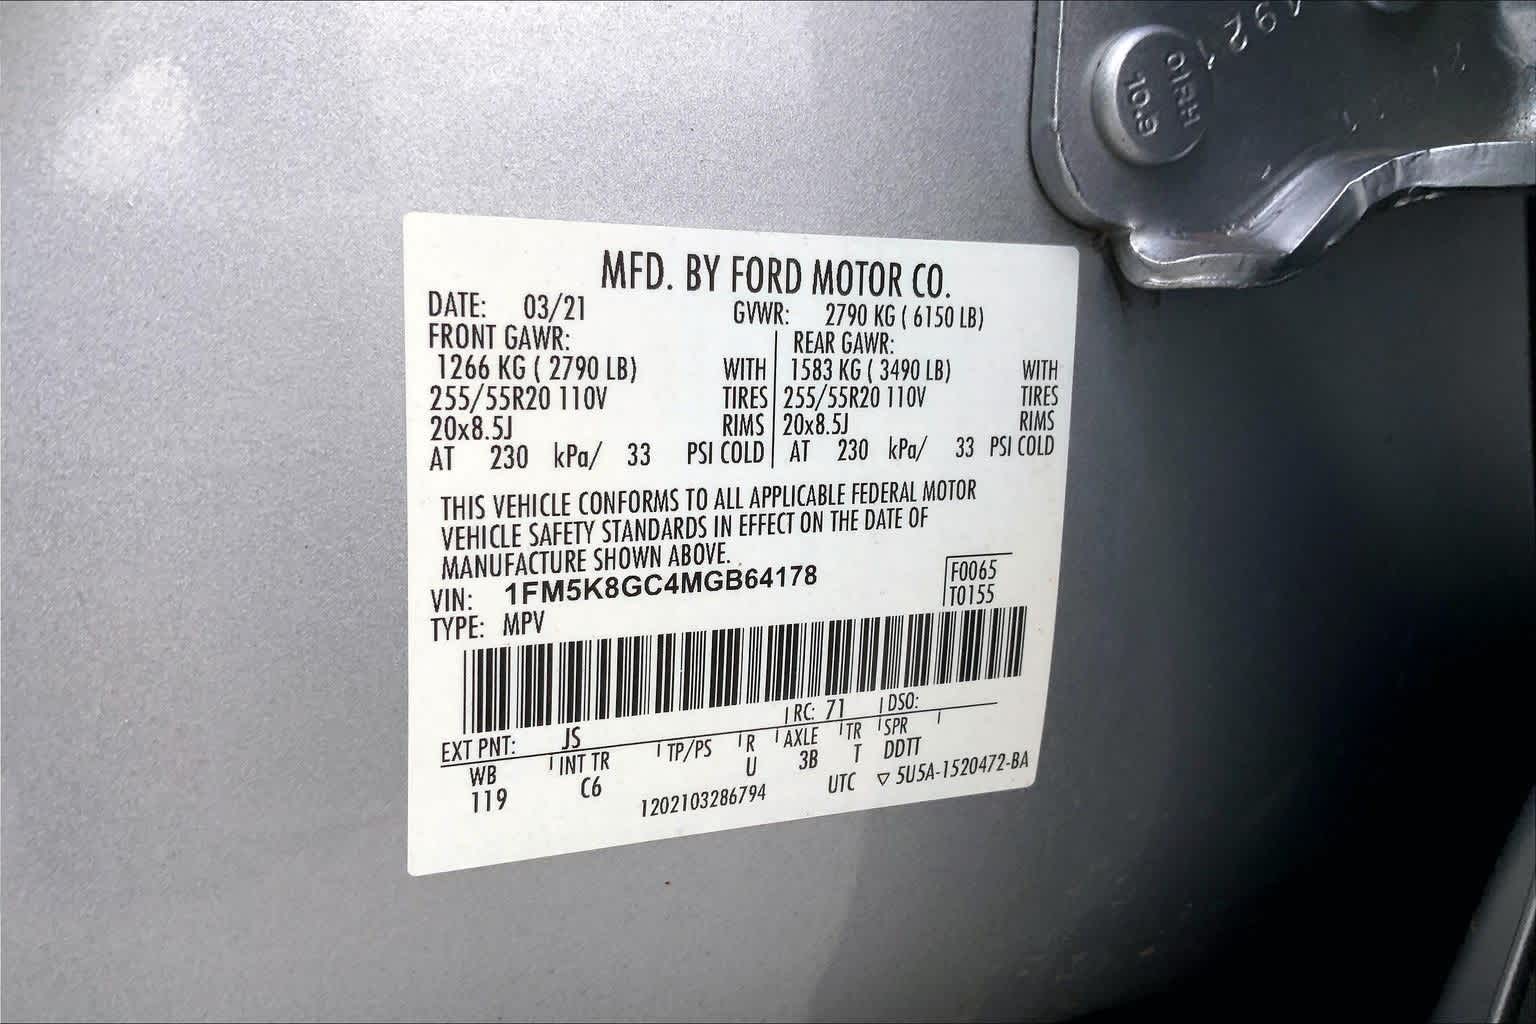 4921
HRIO
10.9
MFD. BY FORD MOTOR CO.
DATE: 03/21 GVWR: 2790 KG ( 6150 LB)
FRONT GAWR: REAR GAWR:
1266 KG ( 2790 LB) WITH 1583 KG ( 3490 LB) WITH
255/55R20 110V TIRES 255/55R20 110V TIRES
20x8.5J RIMS 20x8.5J RIMS
AT 230 kPa/ 33 PSI COLD AT 230 kPa/ 33 PSI COLD
THIS VEHICLE CONFORMS TO ALL APPLICABLE FEDERAL MOTOR
VEHICLE SAFETY STANDARDS IN EFFECT ON THE DATE OF
MANUFACTURE SHOWN ABOVE.
VIN: 1FM5K8GC4MGB64178 F0065
TYPE: MPV T0155
EXT PNT: JS RC: 71 DSO:
WB INT TR TP/PS R AXLE TR SPR
119 C6 U 3B T DDTT
1202103286794 UTC ▽ 5U5A-1520472-BA